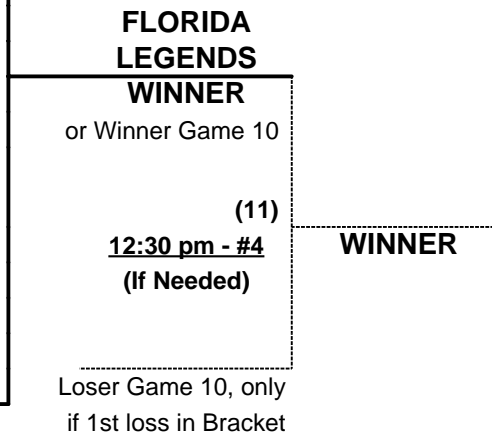 FLORIDA
LEGENDS
WINNER
or Winner Game 10
(11)
12:30 pm - #4
WINNER
(If Needed)
Loser Game 10, only
if 1st loss in Bracket